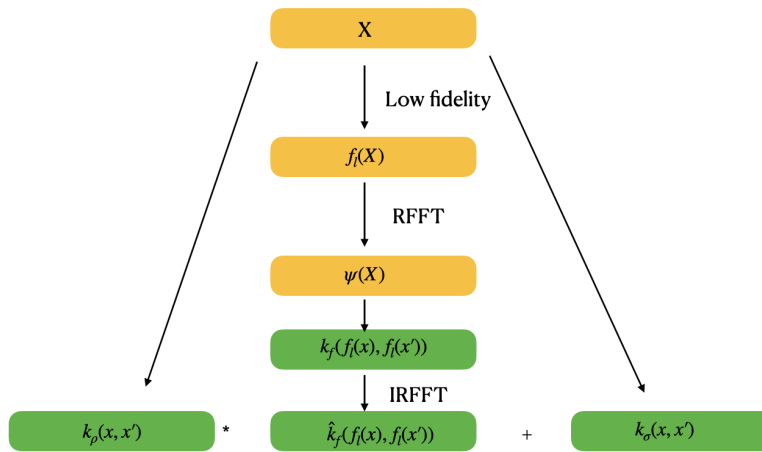 X
Low fidelity
f_l(X)
RFFT
ψ(X)
k_f(f_l(x), f_l(x′))
IRFFT
k_ρ(x, x′) * k̂_f(f_l(x), f_l(x′)) + k_σ(x, x′)